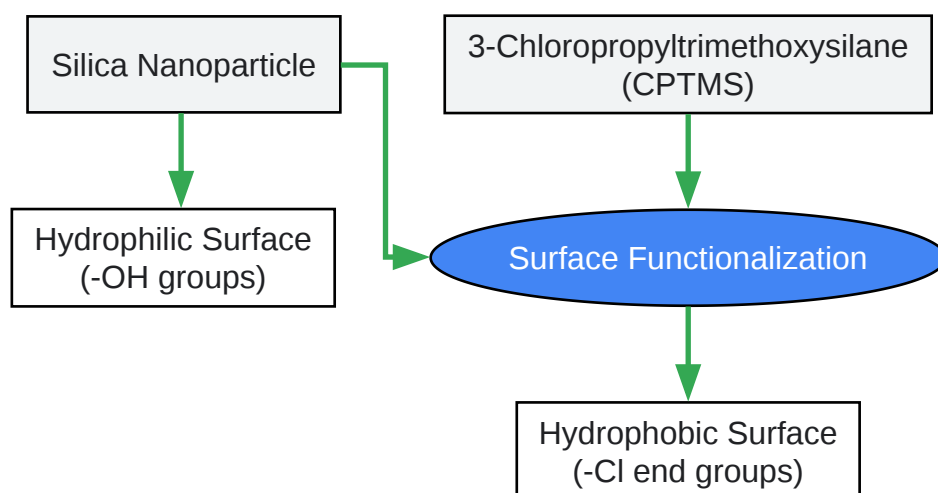 Silica Nanoparticle
3-Chloropropyltrimethoxysilane
(CPTMS)
Hydrophilic Surface
(-OH groups)
Surface Functionalization
Hydrophobic Surface
(-Cl end groups)